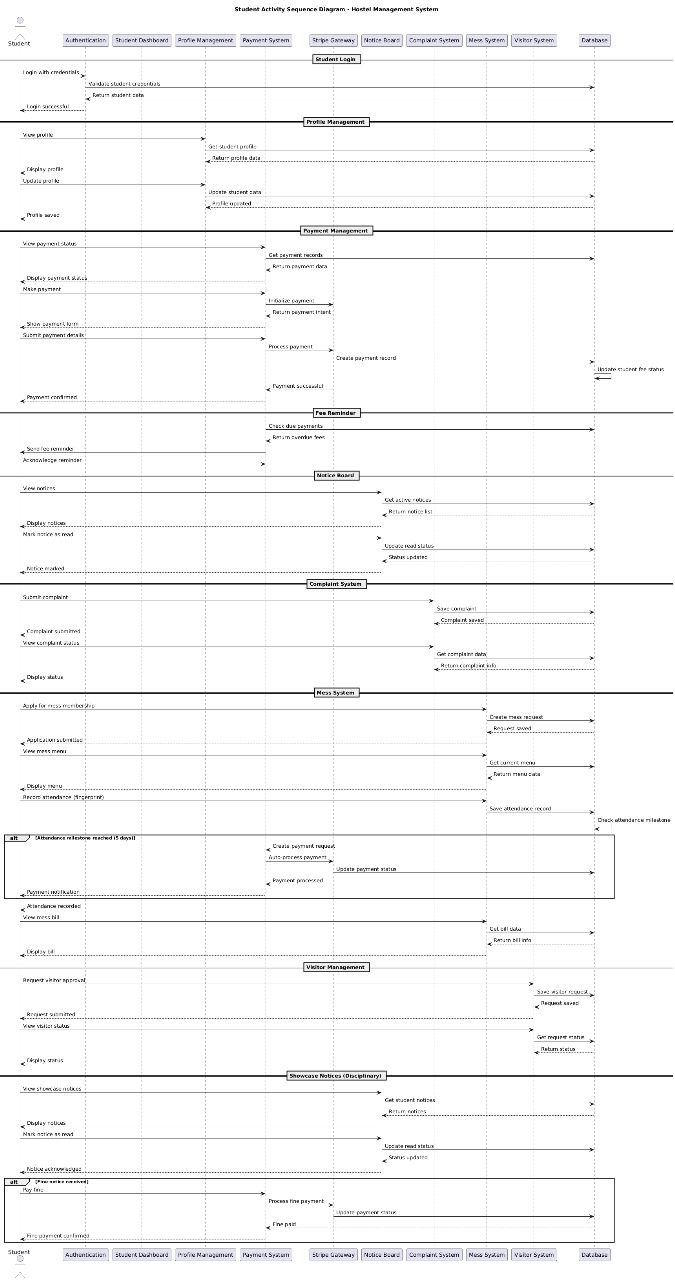 Student Activity Sequence Diagram - Hostel Management System
Student
Authentication Student Dashboard Profile Management Payment System Stripe Gateway Notice Board Complaint System Mess System Visitor System Database
Student Login
Login with credentials
Validate student credentials
Return student data
Login successful
Profile Management
View profile
Get student profile
Return profile data
Display profile
Update profile
Update student data
Profile updated
Profile saved
Payment Management
View payment status
Get payment records
Return payment data
Display payment status
Make payment
Initialize payment
Return payment intent
Show payment form
Submit payment details
Process payment
Create payment record
Update student fee status
Payment successful
Payment confirmed
Fee Reminder
Check due payments
Return overdue fees
Send fee reminder
Acknowledge reminder
Notice Board
View notices
Get active notices
Return notice list
Display notices
Mark notice as read
Update read status
Status updated
Notice marked
Complaint System
Submit complaint
Save complaint
Complaint saved
Complaint submitted
View complaint status
Get complaint data
Return complaint info
Display status
Mess System
Apply for mess membership
Create mess request
Request saved
Application submitted
View mess menu
Get current menu
Return menu data
Display menu
Record attendance (fingerprint)
Save attendance record
Check attendance milestone
alt [Attendance milestone reached (5 days)]
Create payment request
Auto-process payment
Update payment status
Payment processed
Payment notification
Attendance recorded
View mess bill
Get bill data
Return bill info
Display bill
Visitor Management
Request visitor approval
Save visitor request
Request saved
Request submitted
View visitor status
Get request status
Return status
Display status
Showcase Notices (Disciplinary)
View showcase notices
Get student notices
Return notices
Display notices
Mark notice as read
Update read status
Status updated
Notice acknowledged
alt [Fine notice received]
Pay fine
Process fine payment
Update payment status
Fine paid
Fine payment confirmed
Student
Authentication Student Dashboard Profile Management Payment System Stripe Gateway Notice Board Complaint System Mess System Visitor System Database